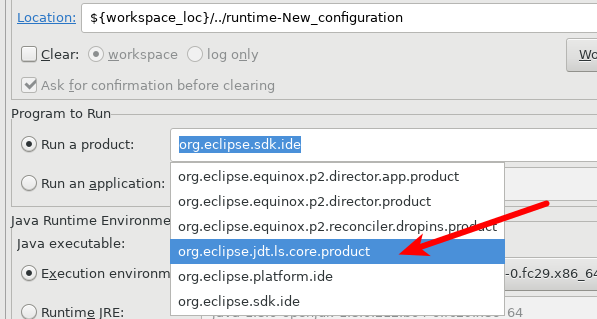 Location: ${workspace_loc}/../runtime-New_configuration
Clear: workspace log only Wo
Ask for confirmation before clearing
Program to Run
Run a product: org.eclipse.sdk.ide
org.eclipse.equinox.p2.director.app.product
Run an application: org.eclipse.equinox.p2.director.product
org.eclipse.equinox.p2.reconciler.dropins.product
Java Runtime Environme
Java executable: org.eclipse.jdt.ls.core.product
Execution environm org.eclipse.platform.ide -0.fc29.x86_64
org.eclipse.sdk.ide
Runtime JRE: